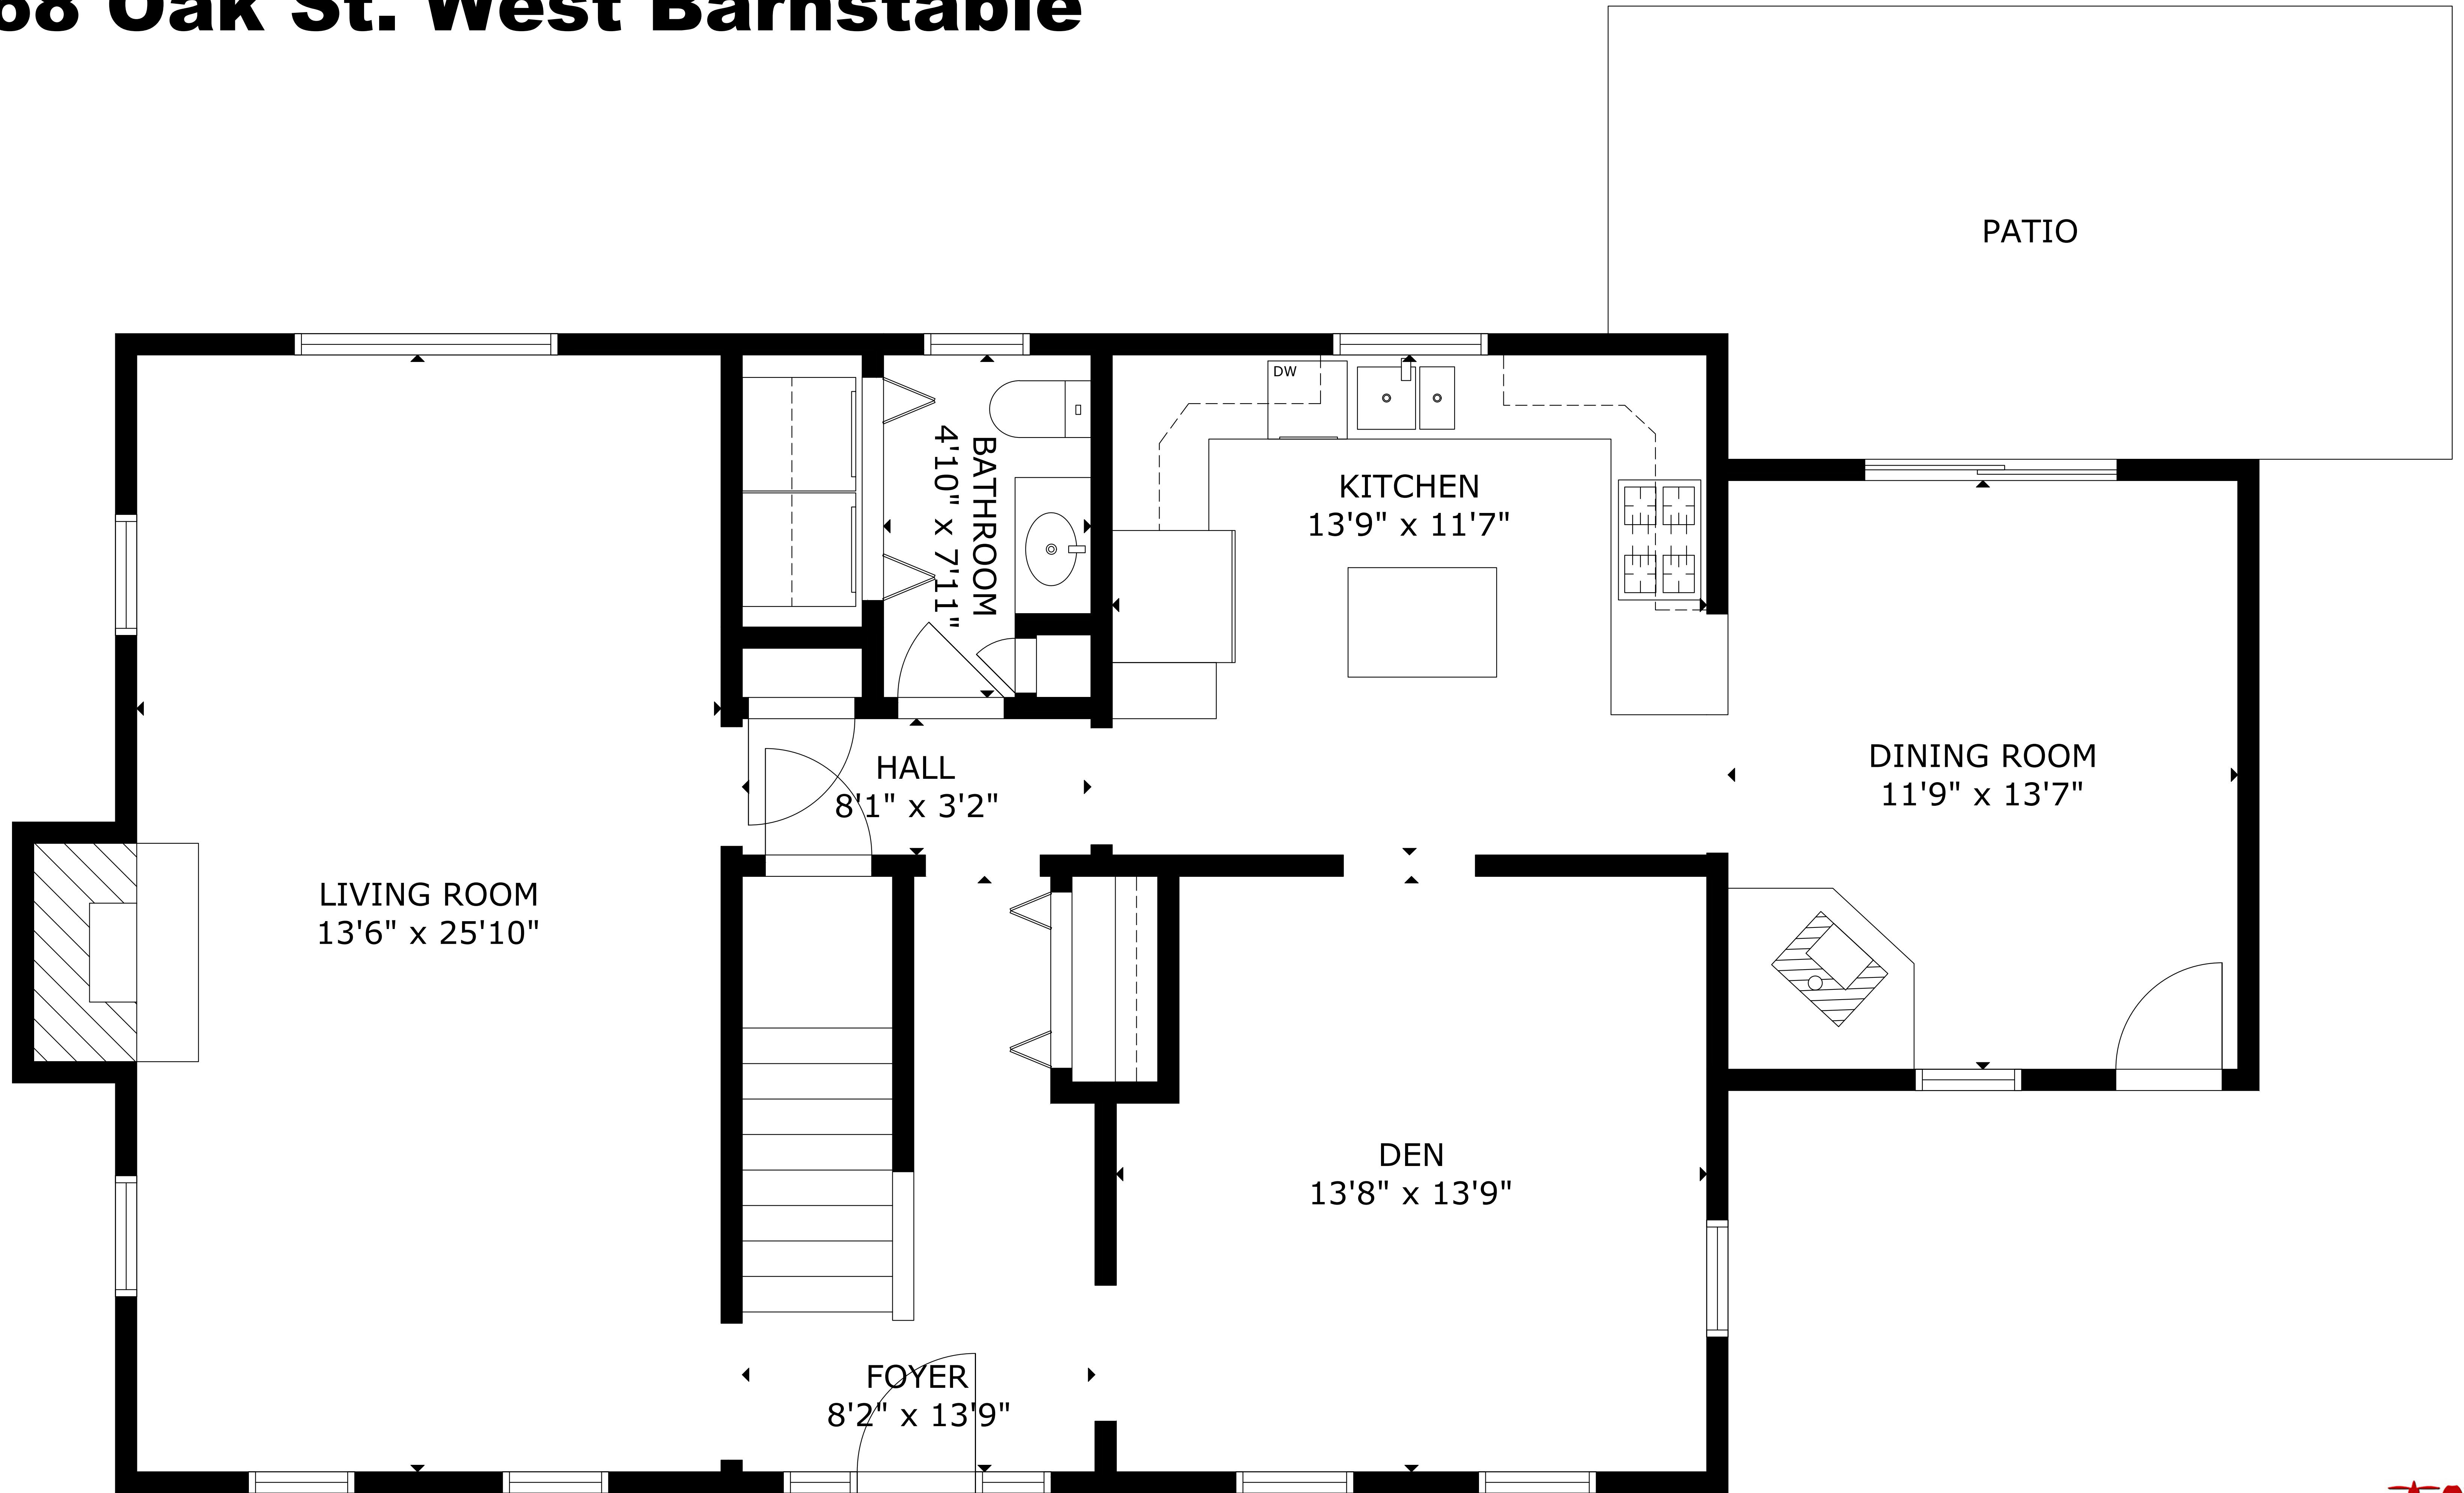 68 Oak St. West Barnstable
PATIO
DW
KITCHEN
13'9" x 11'7"
BATHROOM
4'10" x 7'11"
HALL
8'1" x 3'2"
DINING ROOM
11'9" x 13'7"
LIVING ROOM
13'6" x 25'10"
DEN
13'8" x 13'9"
FOYER
8'2" x 13'9"